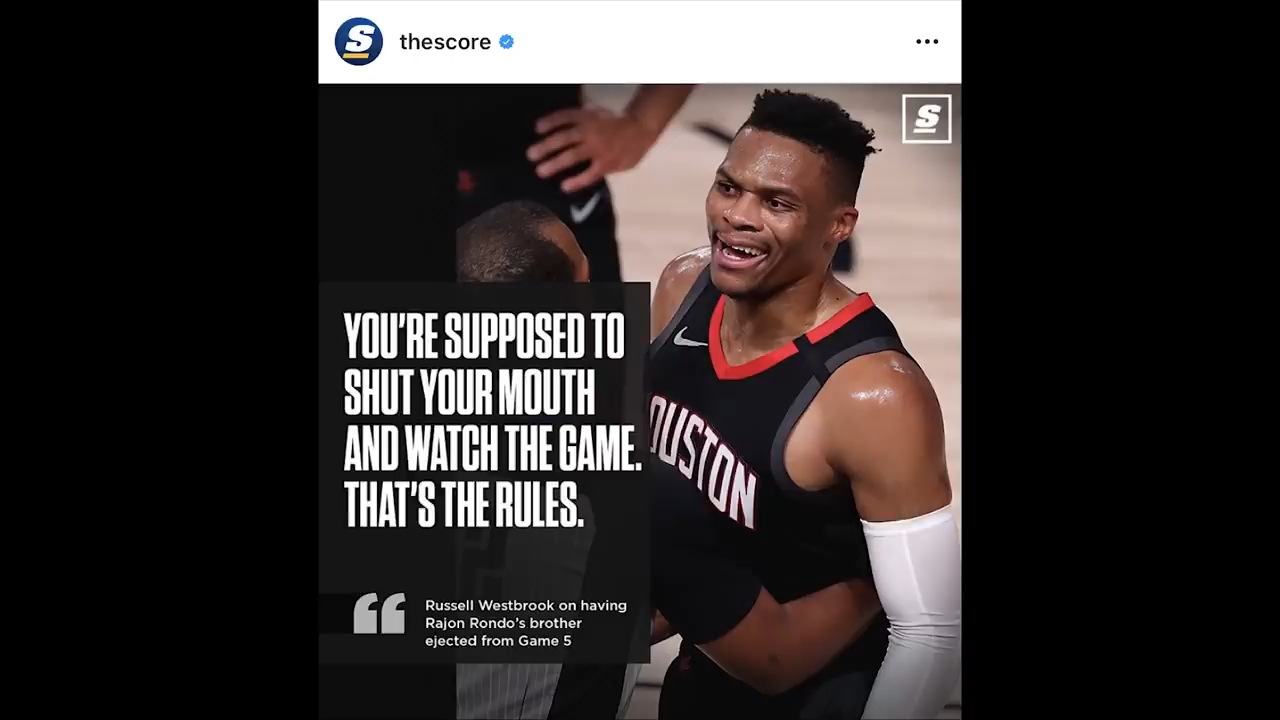 thescore
S
YOU'RE SUPPOSED TO
SHUT YOUR MOUTH
AND WATCH THE GAME.
THAT'S THE RULES.
OUSTON
Russell Westbrook on having
Rajon Rondo's brother
ejected from Game 5